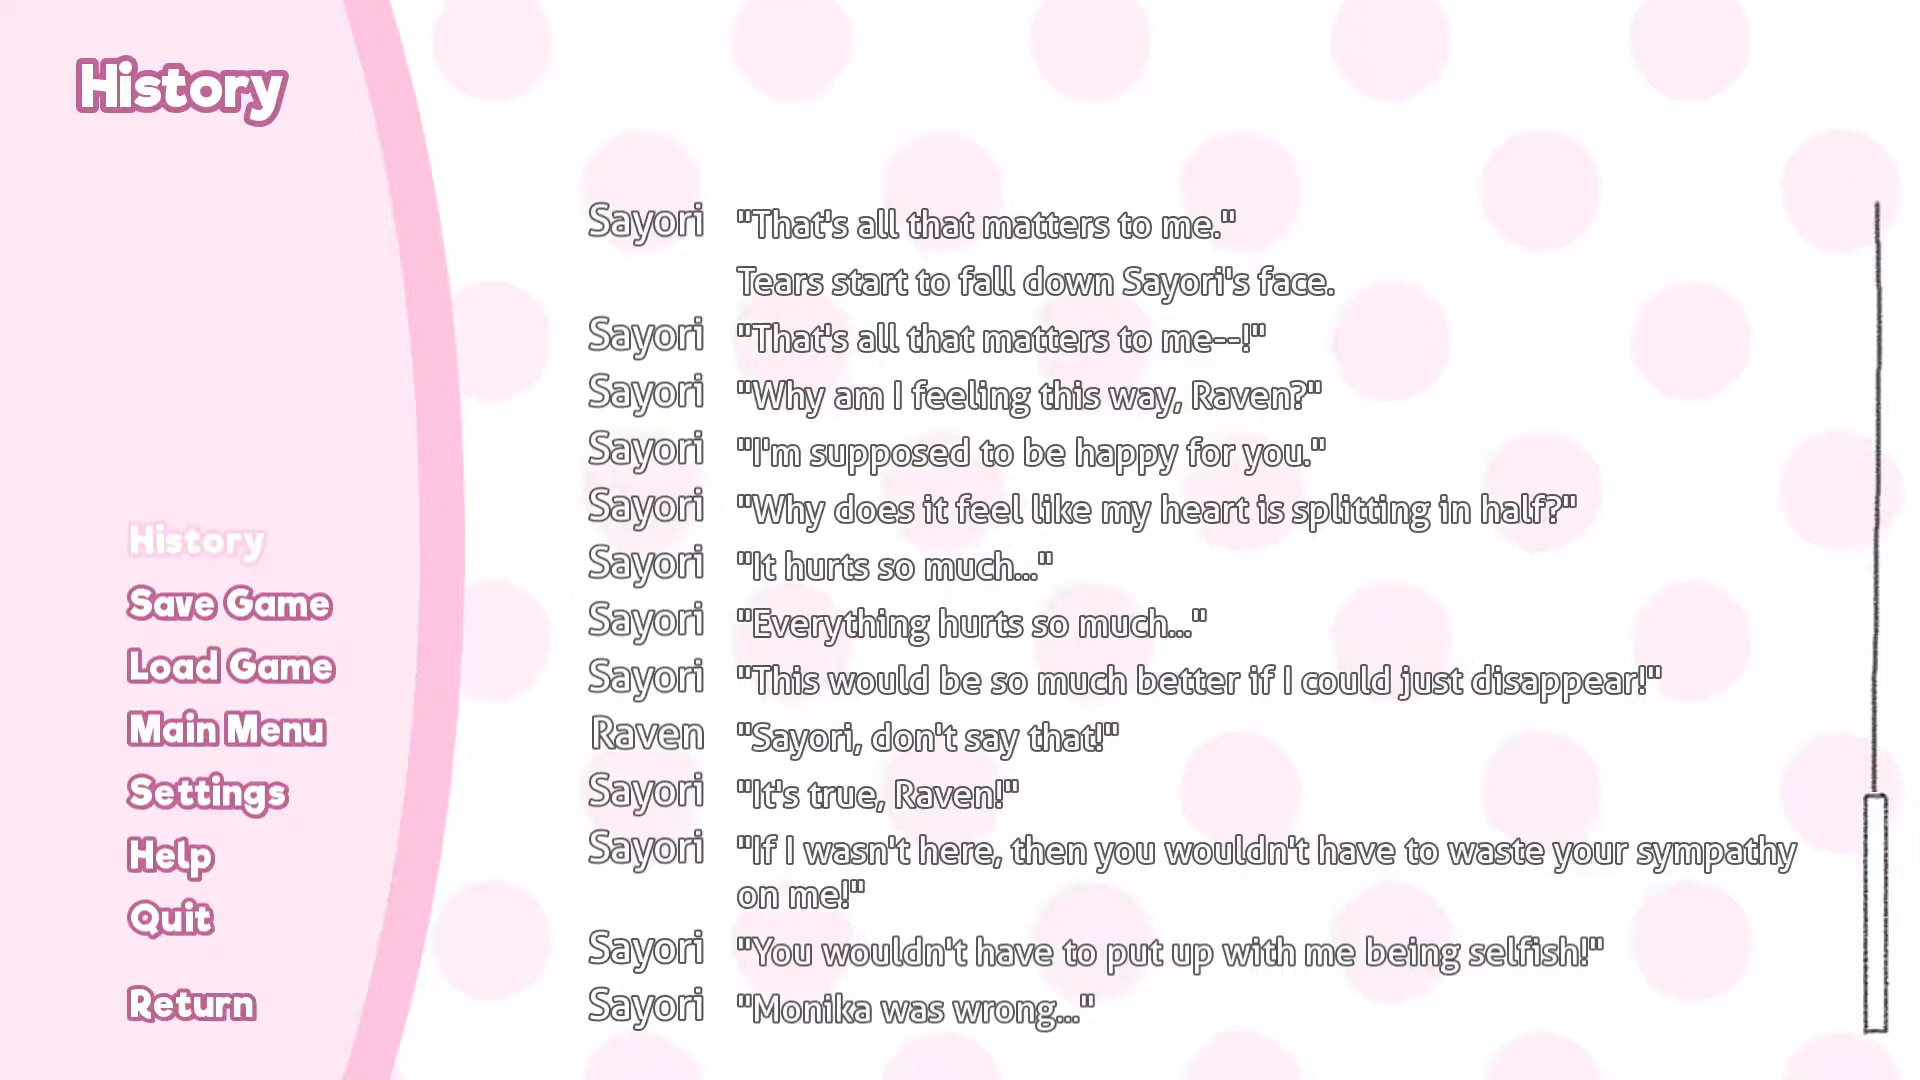 History
Sayori "That's all that matters to me."
Tears start to fall down Sayori's face.
Sayori "That's all that matters to me--!"
Sayori "Why am I feeling this way, Raven?"
Sayori "I'm supposed to be happy for you."
Sayori "Why does it feel like my heart is splitting in half?"
Sayori "It hurts so much..."
Sayori "Everything hurts so much..."
Sayori "This would be so much better if I could just disappear!"
Raven "Sayori, don't say that!"
Sayori "It's true, Raven!"
Sayori "If I wasn't here, then you wouldn't have to waste your sympathy
on me!"
Sayori "You wouldn't have to put up with me being selfish!"
Sayori "Monika was wrong..."
History
Save Game
Load Game
Main Menu
Settings
Help
Quit
Return